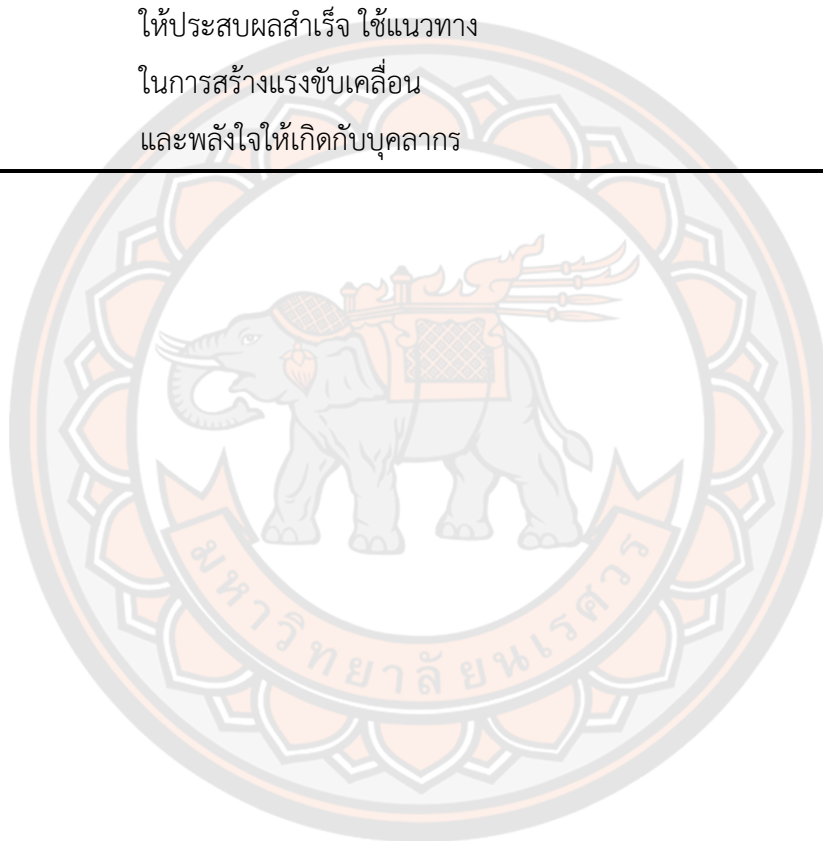 ให้ประสบผลสำเร็จ ใช้แนวทาง
ในการสร้างแรงขับเคลื่อน
และพลังใจให้เกิดกับบุคลากร
มหาวิทยาลัยนเรศวร